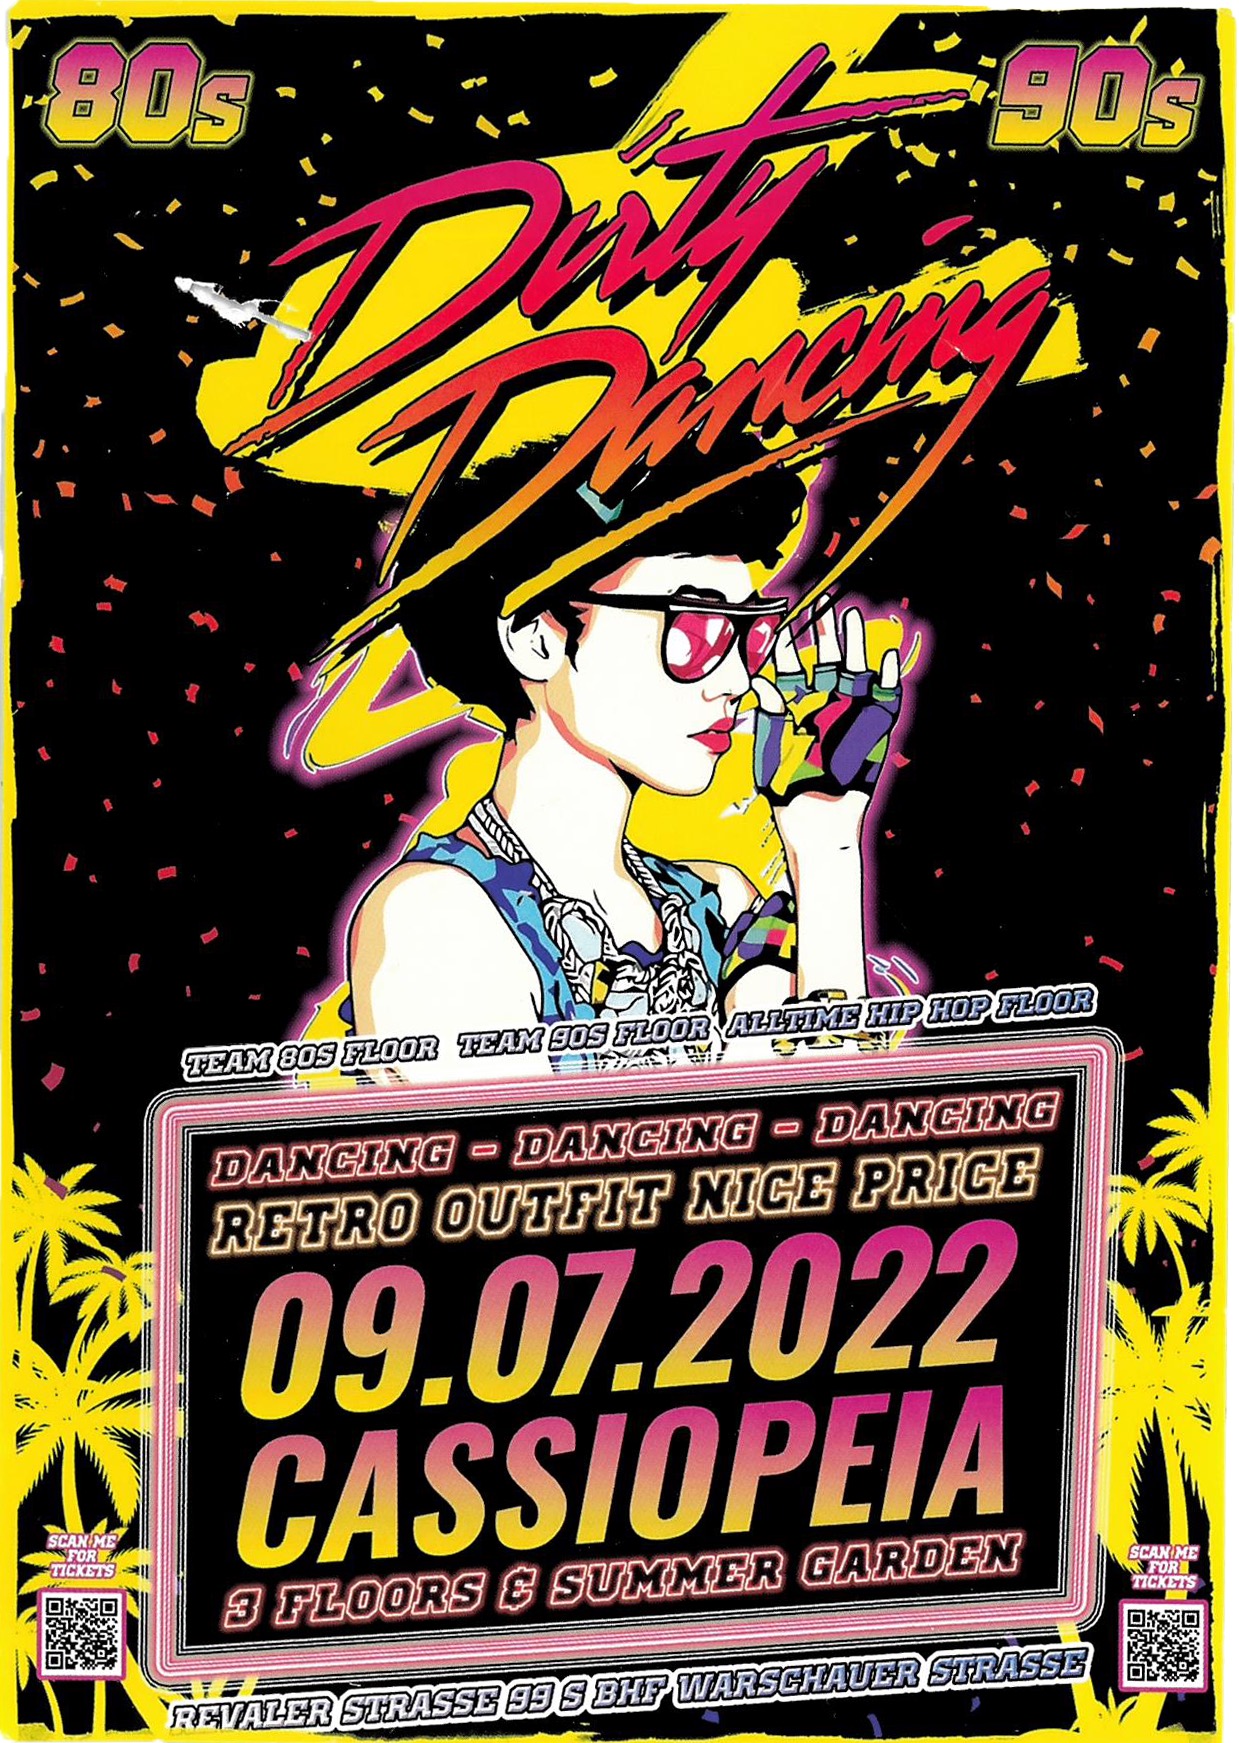 80s
90s
Dirty
Dancing
TEAM 80S FLOOR TEAM 90S FLOOR ALLTIME HIP HOP FLOOR
DANCING - DANCING - DANCING
RETRO OUTFIT NICE PRICE
09.07.2022
CASSIOPEIA
3 FLOORS & SUMMER GARDEN
SCAN ME
FOR
TICKETS
SCAN ME
FOR
TICKETS
REVALER STRASSE 99 S BHF WARSCHAUER STRASSE